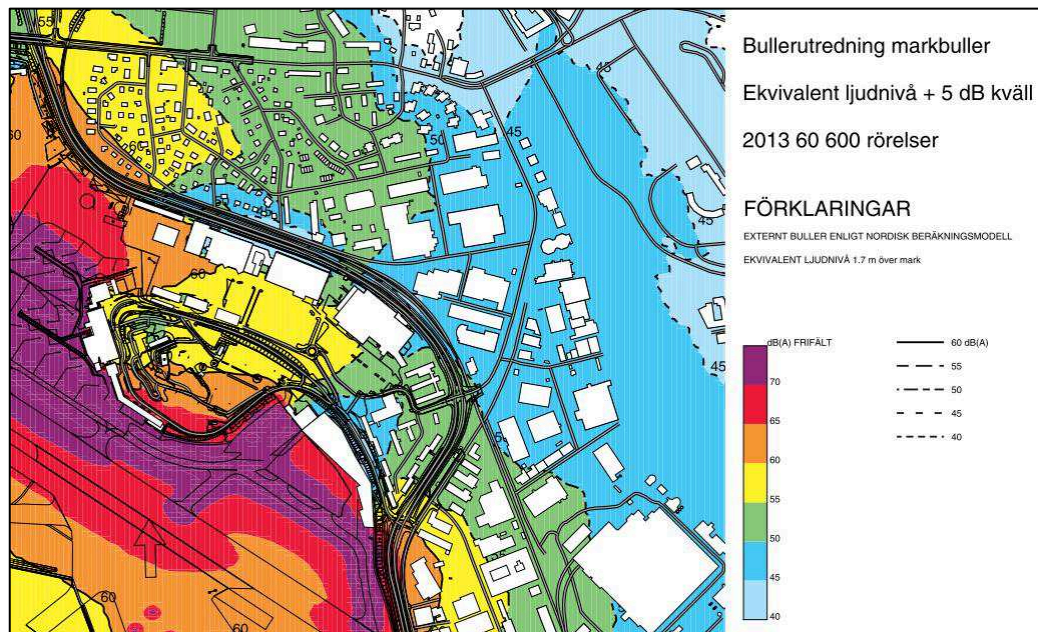 Bullerutredning markbuller
Ekvivalent ljudnivå + 5 dB kväll
2013 60 600 rörelser
FÖRKLARINGAR
EXTERNT BULLER ENLIGT NORDISK BERÄKNINGSMODELL
EKVIVALENT LJUDNIVÅ 1.7 m över mark
dB(A) FRIFÄLT
70
65
60
55
50
45
40
60 dB(A)
55
50
45
40
55
45
60
60
45
50
45
45
60
45
60
60